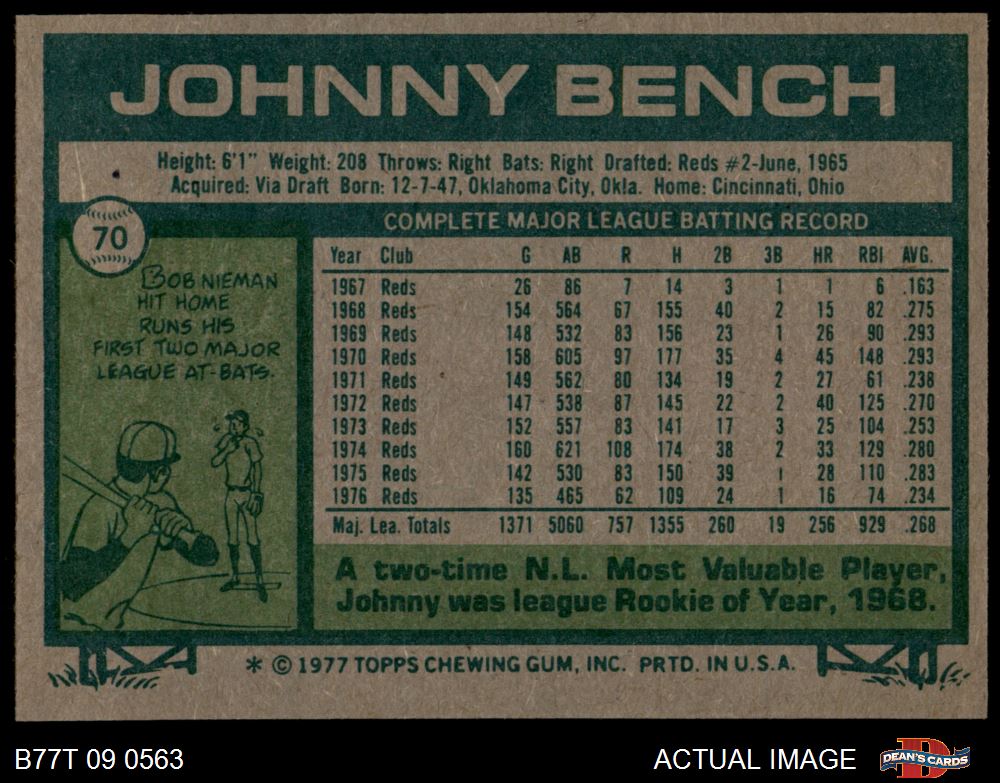 JOHNNY BENCH
Height: 6'1" Weight: 208 Throws: Right Bats: Right Drafted: Reds #2-June, 1965
Acquired: Via Draft Born: 12-7-47, Oklahoma City, Okla. Home: Cincinnati, Ohio
70
BOB NIEMAN
HIT HOME
RUNS HIS
FIRST TWO MAJOR
LEAGUE AT-BATS.
COMPLETE MAJOR LEAGUE BATTING RECORD
Year Club G AB R H 2B 3B HR RBI AVG.
1967 Reds 26 86 7 14 3 1 1 6 .163
1968 Reds 154 564 67 155 40 2 15 82 .275
1969 Reds 148 532 83 156 23 1 26 90 .293
1970 Reds 158 605 97 177 35 4 45 148 .293
1971 Reds 149 562 80 134 19 2 27 61 .238
1972 Reds 147 538 87 145 22 2 40 125 .270
1973 Reds 152 557 83 141 17 3 25 104 .253
1974 Reds 160 621 108 174 38 2 33 129 .280
1975 Reds 142 530 83 150 39 1 28 110 .283
1976 Reds 135 465 62 109 24 1 16 74 .234
Maj. Lea. Totals 1371 5060 757 1355 260 19 256 929 .268
A two-time N.L. Most Valuable Player,
Johnny was league Rookie of Year, 1968.
* © 1977 TOPPS CHEWING GUM, INC. PRTD. IN U.S.A.
B77T 09 0563
ACTUAL IMAGE
DEAN'S CARDS